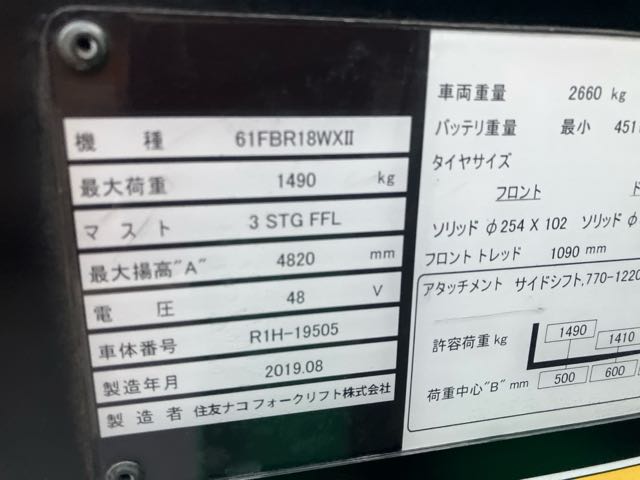 機 種 61FBR18WXⅡ
最大荷重 1490 kg
マスト 3 STG FFL
最大揚高"A" 4820 mm
電 圧 48 V
車体番号 R1H-19505
製造年月 2019.08
製造者 住友ナコ フォークリフト株式会社
車両重量 2660 kg
バッテリ重量 最小 451
タイヤサイズ
フロント
ソリッド φ254 X 102 ソリッド φ
フロント トレッド 1090 mm
アタッチメント サイドシフト,770-1220
許容荷重 kg 1490 1410
荷重中心"B" mm 500 600